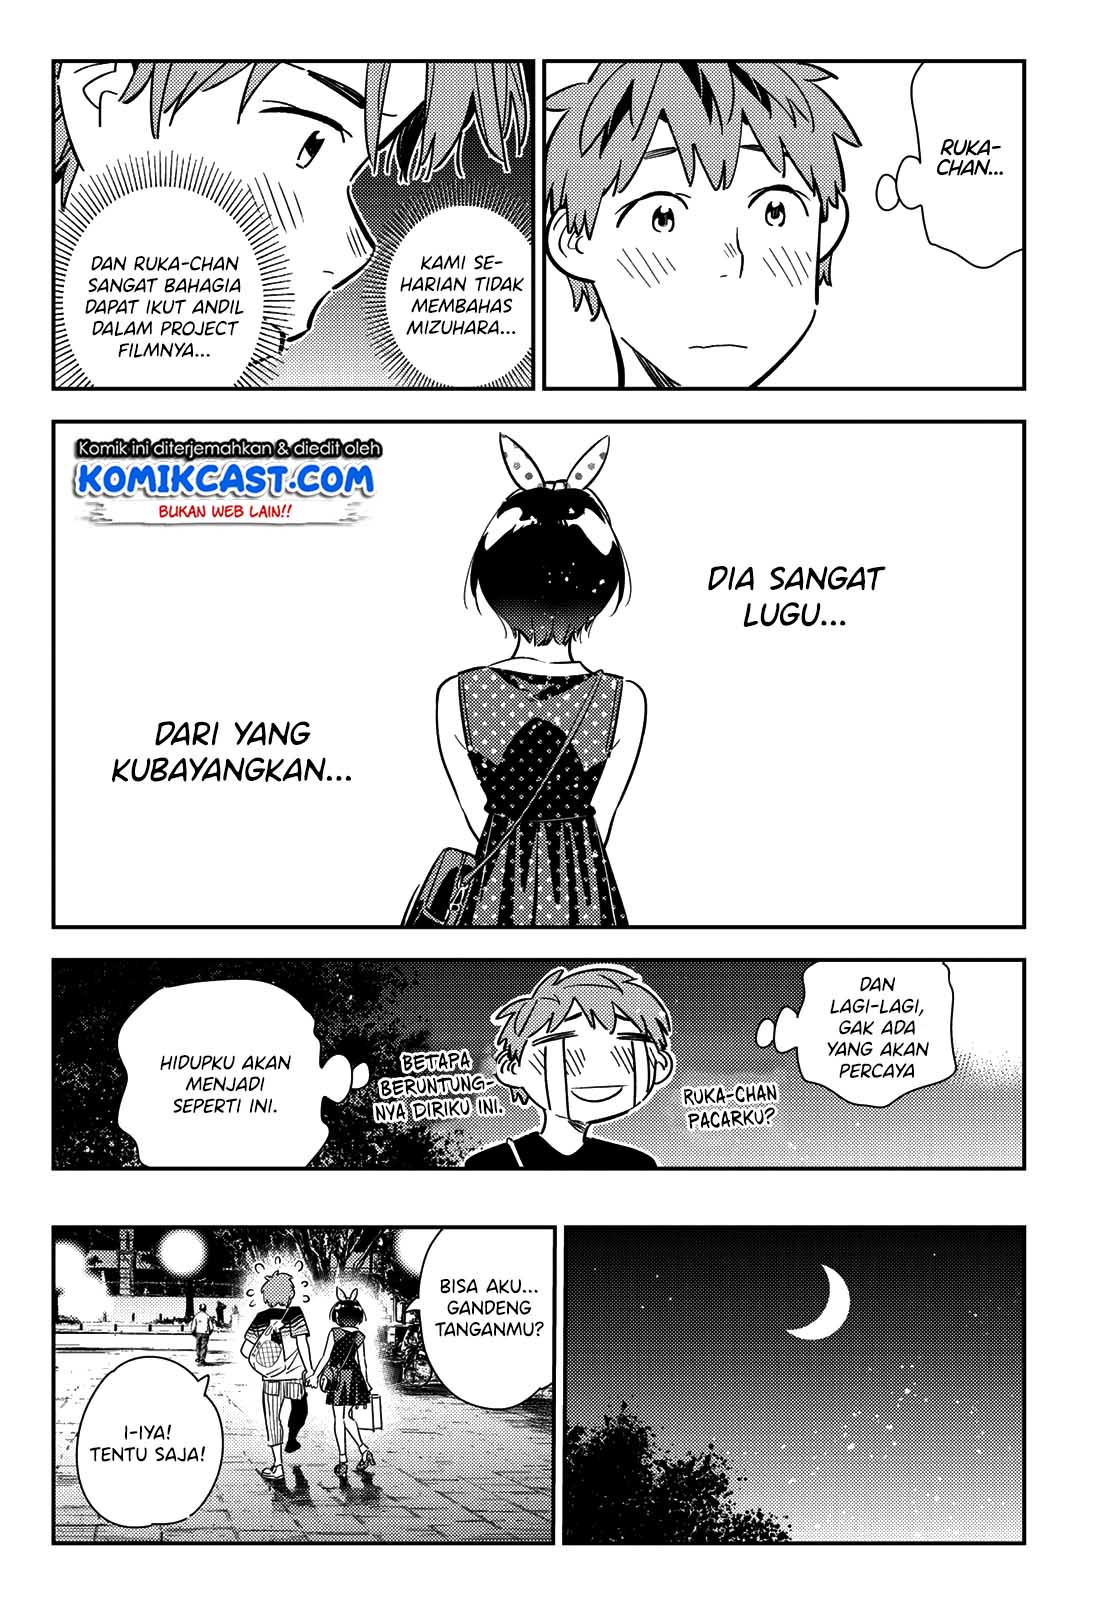 RUKA-
CHAN...
KAMI SE-
HARIAN TIDAK
MEMBAHAS
MIZUHARA...
DAN RUKA-CHAN
SANGAT BAHAGIA
DAPAT IKUT ANDIL
DALAM PROJECT
FILMNYA...
Komik ini diterjemahkan & diedit oleh
KOMIKCAST.COM
BUKAN WEB LAIN!!
DIA SANGAT
LUGU...
DARI YANG
KUBAYANGKAN...
DAN
LAGI-LAGI,
GAK ADA
YANG AKAN
PERCAYA
RUKA-CHAN
PACARKU?
BETAPA
BERUNTUNG-
NYA DIRIKU INI.
HIDUPKU AKAN
MENJADI
SEPERTI INI.
BISA AKU...
GANDENG
TANGANMU?
I-IYA!
TENTU SAJA!